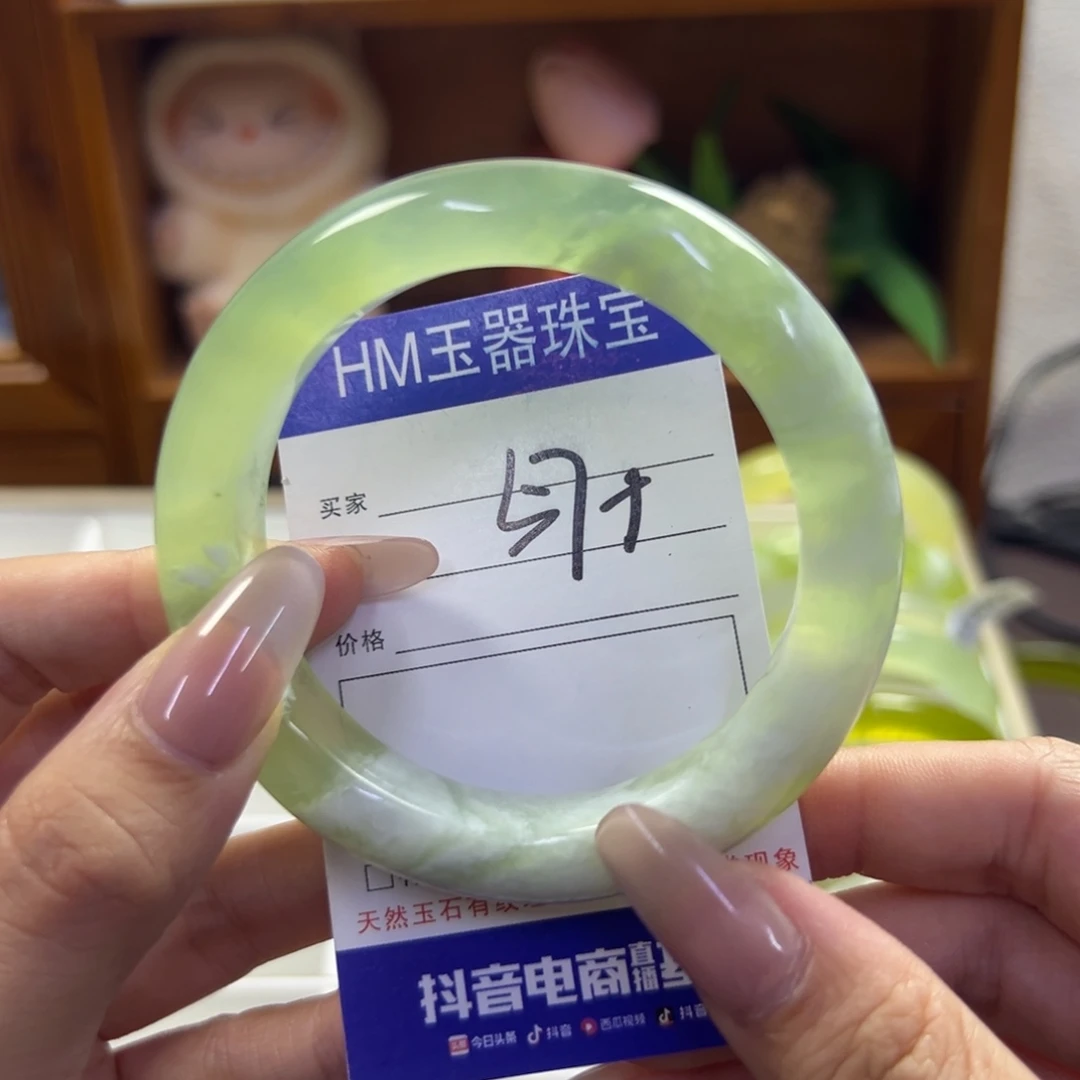 HM玉器珠宝
买家
价格
天然玉石有纹
现象
抖音电商直播
今日头条 抖音 西瓜视频 抖音